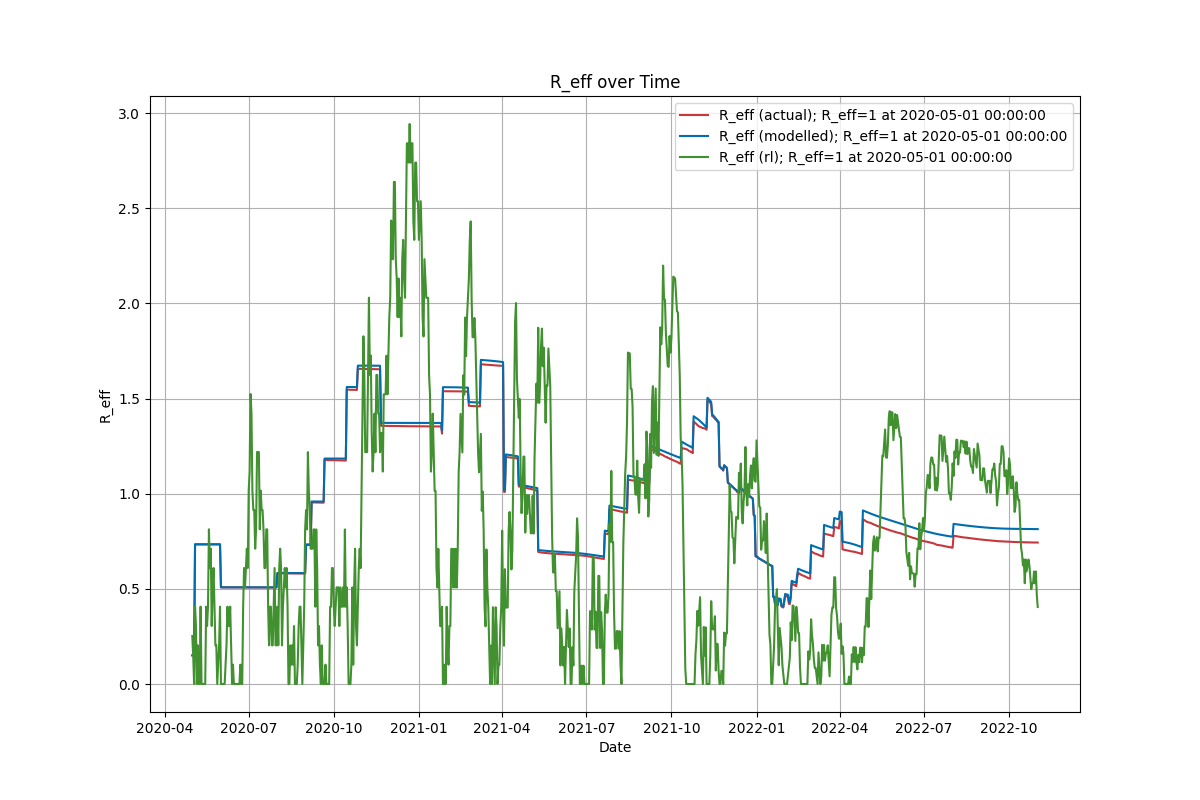 R_eff over Time
R_eff (actual); R_eff=1 at 2020-05-01 00:00:00
R_eff (modelled); R_eff=1 at 2020-05-01 00:00:00
R_eff (rl); R_eff=1 at 2020-05-01 00:00:00
R_eff
3.0
2.5
2.0
1.5
1.0
0.5
0.0
2020-04 2020-07 2020-10 2021-01 2021-04 2021-07 2021-10 2022-01 2022-04 2022-07 2022-10
Date